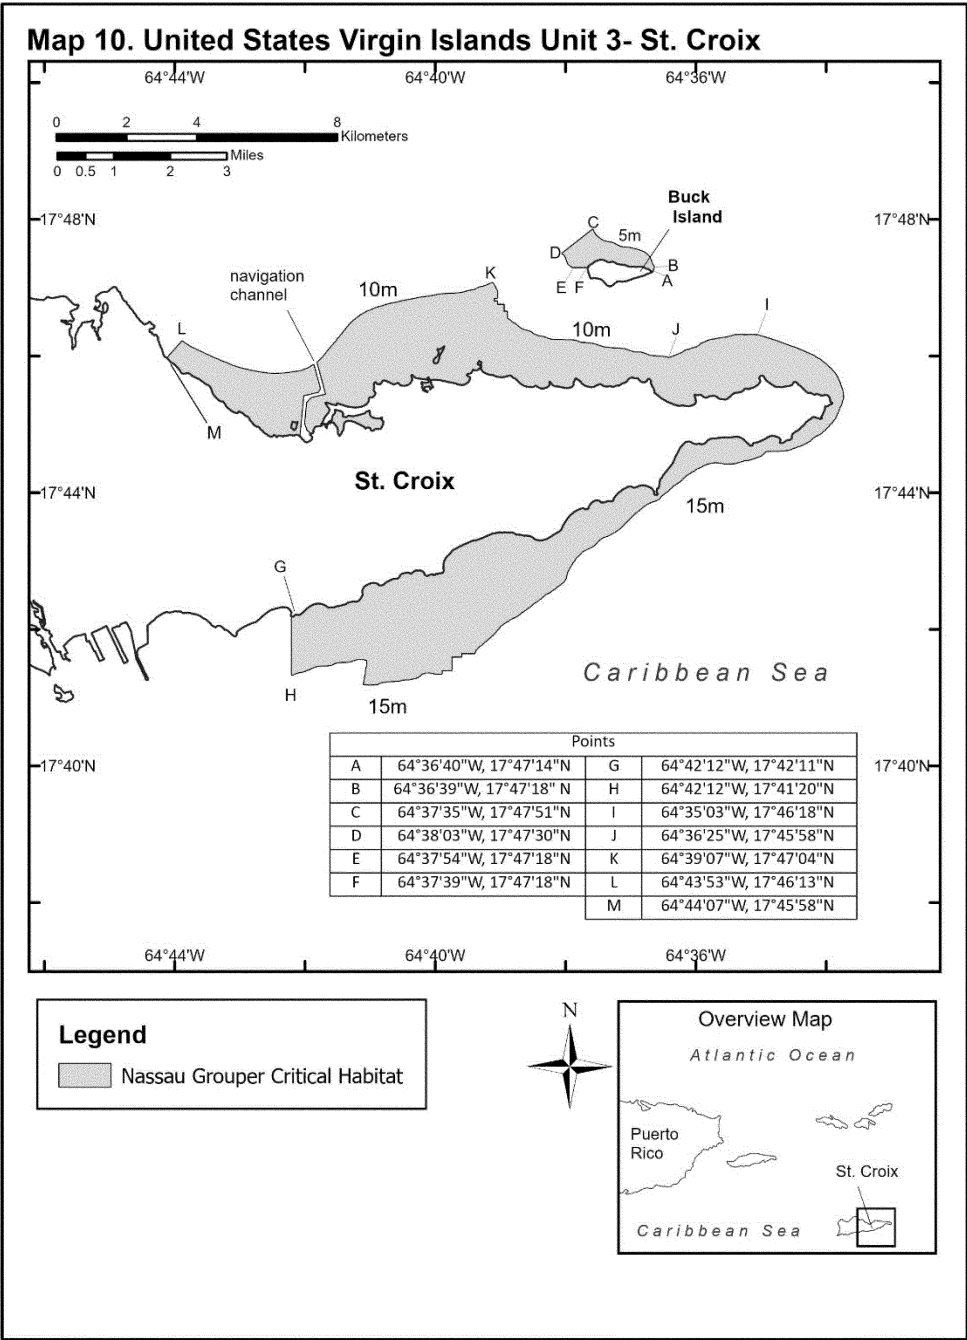 Map 10. United States Virgin Islands Unit 3- St. Croix
64°44'W 64°40'W 64°36'W
0 2 4 8
Kilometers
Miles
0 0.5 1 2 3
Buck
Island
17°48'N 17°48'N
C
5m
D
B
E F A
navigation
channel
K
10m
I
L
10m
J
M
St. Croix
17°44'N 17°44'N
15m
G
Caribbean Sea
H
15m
Points
17°40'N 17°40'N
A 64°36'40"W, 17°47'14"N G 64°42'12"W, 17°42'11"N
B 64°36'39"W, 17°47'18" N H 64°42'12"W, 17°41'20"N
C 64°37'35"W, 17°47'51"N I 64°35'03"W, 17°46'18"N
D 64°38'03"W, 17°47'30"N J 64°36'25"W, 17°45'58"N
E 64°37'54"W, 17°47'18"N K 64°39'07"W, 17°47'04"N
F 64°37'39"W, 17°47'18"N L 64°43'53"W, 17°46'13"N
M 64°44'07"W, 17°45'58"N
64°44'W 64°40'W 64°36'W
Legend
Nassau Grouper Critical Habitat
N
Overview Map
Atlantic Ocean
Puerto
Rico
St. Croix
Caribbean Sea